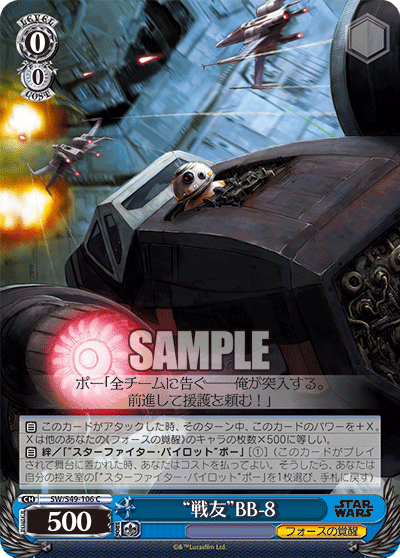 LEVEL
0
0
COST
SAMPLE
ポー「全チームに告ぐ――俺が突入する。
前進して援護を頼む！」
自 このカードがアタックした時、そのターン中、このカードのパワーを＋X。
Xは他のあなたの《フォースの覚醒》のキャラの枚数×500に等しい。
自 絆／“スターファイター・パイロット”ポー ［①］（このカードがプレイされ
て舞台に置かれた時、あなたはコストを払ってよい。そうしたら、あなたは
自分の控え室の“スターファイター・パイロット”ポーを1枚選び、手札に戻す）
CH SW/S49-106 C
500
“戦友”BB-8
STAR
WARS
フォースの覚醒
©&™Lucasfilm Ltd.